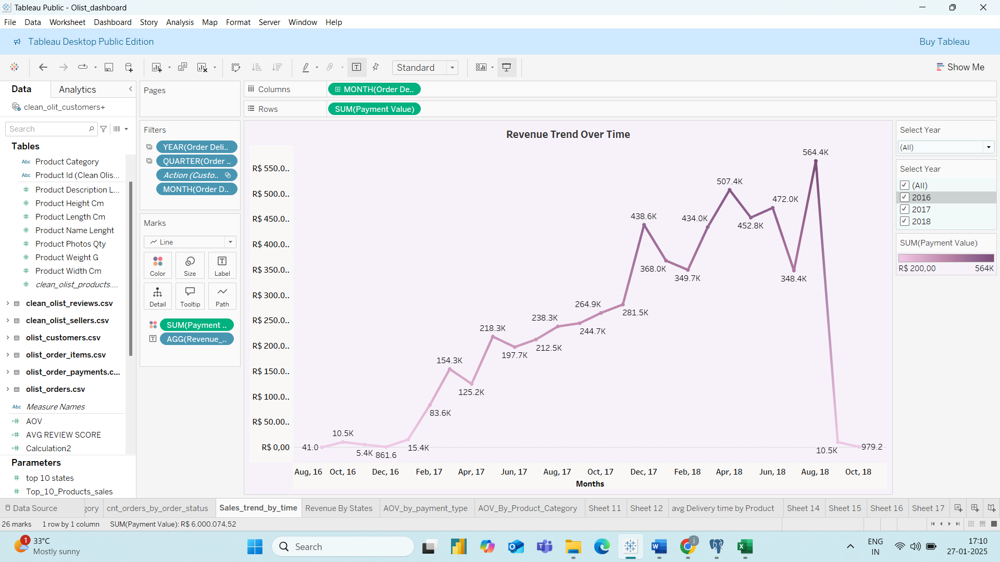 Tableau Public - Olist_dashboard
File Data Worksheet Dashboard Story Analysis Map Format Server Window Help
Tableau Desktop Public Edition
Buy Tableau
Standard
Show Me
Data
Analytics
clean_olit_customers+
Search
Tables
Abc Product Category
Abc Product Id (Clean Olis...
Product Description L...
Product Height Cm
Product Length Cm
Product Name Lenght
Product Photos Qty
Product Weight G
Product Width Cm
clean_olist_products....
clean_olist_reviews.csv
clean_olist_sellers.csv
olist_customers.csv
olist_order_items.csv
olist_order_payments.c...
olist_orders.csv
Abc Measure Names
AOV
AVG REVIEW SCORE
Calculation2
Parameters
top 10 states
Top_10_Products_sales
Pages
Filters
YEAR(Order Deli..
QUARTER(Order ..
Action (Custo..
MONTH(Order D..
Marks
Line
Color
Size
Label
Detail
Tooltip
Path
SUM(Payment ..
AGG(Revenue_..
Columns
MONTH(Order De..
Rows
SUM(Payment Value)
Revenue Trend Over Time
R$ 550.0..
R$ 500.0..
R$ 450.0..
R$ 400.0..
R$ 350.0..
R$ 300.0..
R$ 250.0..
R$ 200.0..
R$ 150.0..
R$ 100.0..
R$ 50.00..
R$ 0,00
41.0
10.5K
5.4K
861.6
15.4K
83.6K
154.3K
125.2K
218.3K
197.7K
212.5K
238.3K
244.7K
264.9K
281.5K
438.6K
368.0K
349.7K
434.0K
507.4K
452.8K
472.0K
348.4K
564.4K
10.5K
979.2
Aug, 16 Oct, 16 Dec, 16 Feb, 17 Apr, 17 Jun, 17 Aug, 17 Oct, 17 Dec, 17 Feb, 18 Apr, 18 Jun, 18 Aug, 18 Oct, 18
Months
Select Year
(All)
Select Year
(All)
2016
2017
2018
SUM(Payment Value)
R$ 200,00 564K
Data Source
gory
cnt_orders_by_order_status
Sales_trend_by_time
Revenue By States
AOV_by_payment_type
AOV_By_Product_Category
Sheet 11
Sheet 12
avg Delivery time by Product
Sheet 14
Sheet 15
Sheet 16
Sheet 17
26 marks 1 row by 1 column SUM(Payment Value): R$ 6.000.074.52
1
33°C
Mostly sunny
Search
j
ENG
IN
17:10
27-01-2025